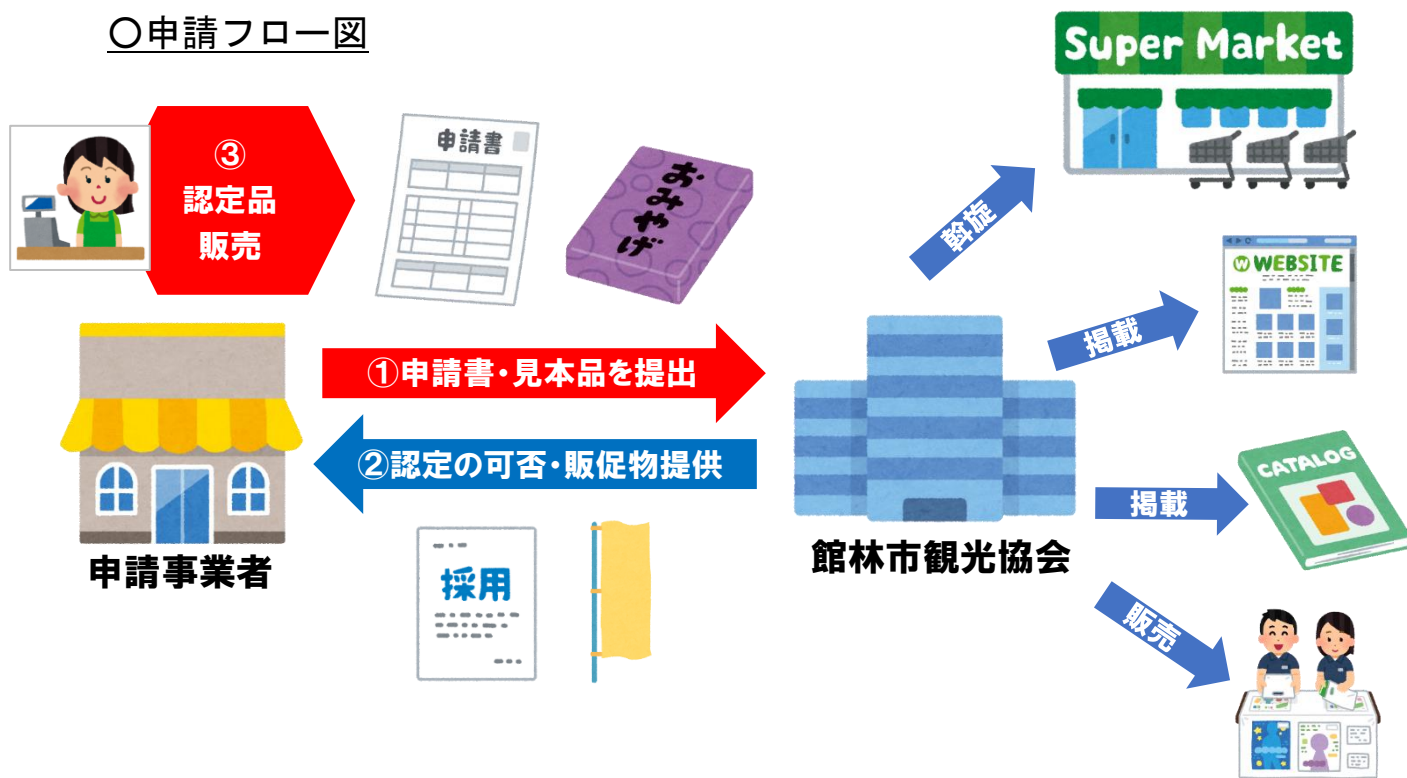 〇申請フロー図
③
認定品
販売
申請書
おみやげ
①申請書・見本品を提出
②認定の可否・販促物提供
申請事業者
採用
館林市観光協会
斡旋
Super Market
掲載
W WEBSITE
掲載
CATALOG
販売